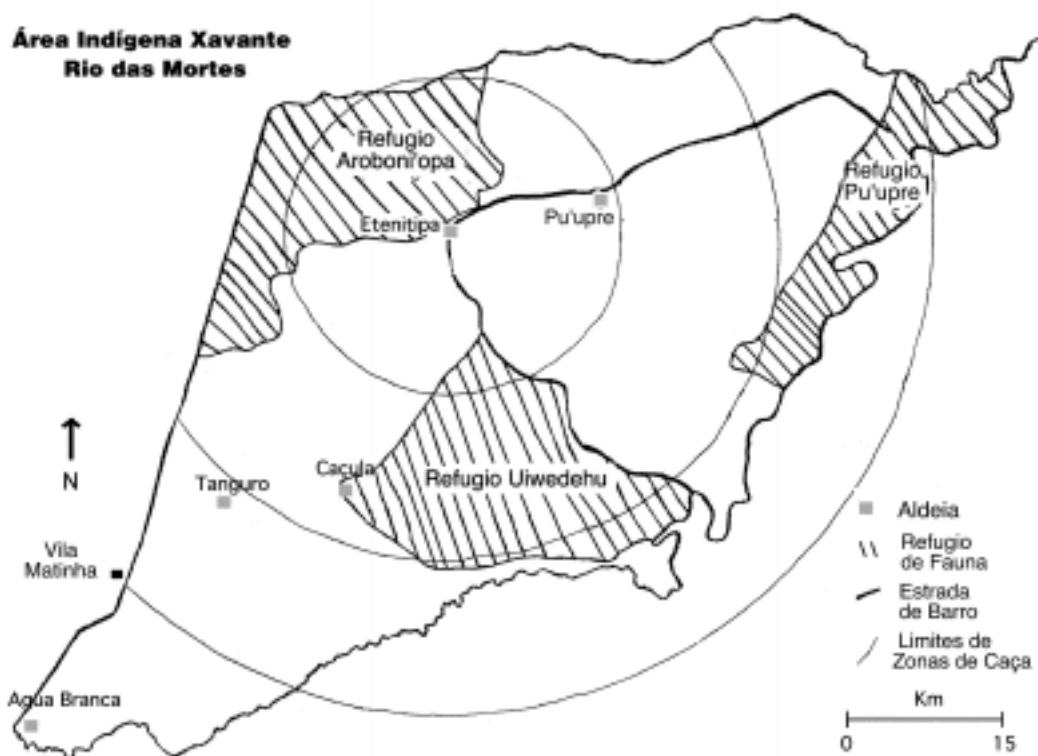 Área Indígena Xavante
Rio das Mortes
Refugio
Aroboni'opa
Refugio
Pu'upre
Etenitipa
Pu'upre
N
Tanguro
Caçula
Refugio Uiwedehu
Vila
Matinha
Agua Branca
Aldeia
Refugio
de Fauna
Estrada
de Barro
Limites de
Zonas de Caça
Km
0 15